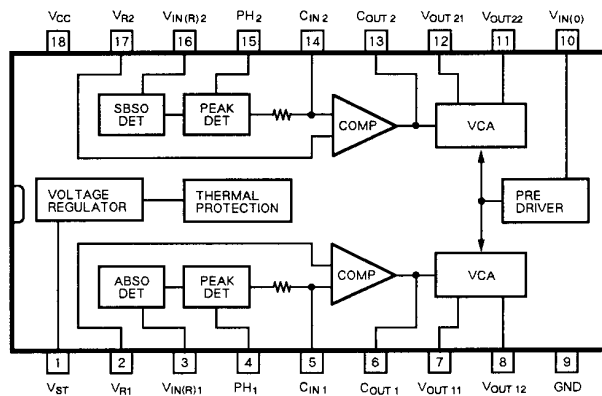 VCC VR2 VIN(R)2 PH2 CIN 2 COUT 2 VOUT 21 VOUT22 VIN(0)
18 17 16 15 14 13 12 11 10
SBSO DET
PEAK DET
COMP
VCA
VOLTAGE REGULATOR
THERMAL PROTECTION
PRE DRIVER
ABSO DET
PEAK DET
COMP
VCA
1 2 3 4 5 6 7 8 9
VST VR1 VIN(R)1 PH1 CIN 1 COUT 1 VOUT 11 VOUT 12 GND